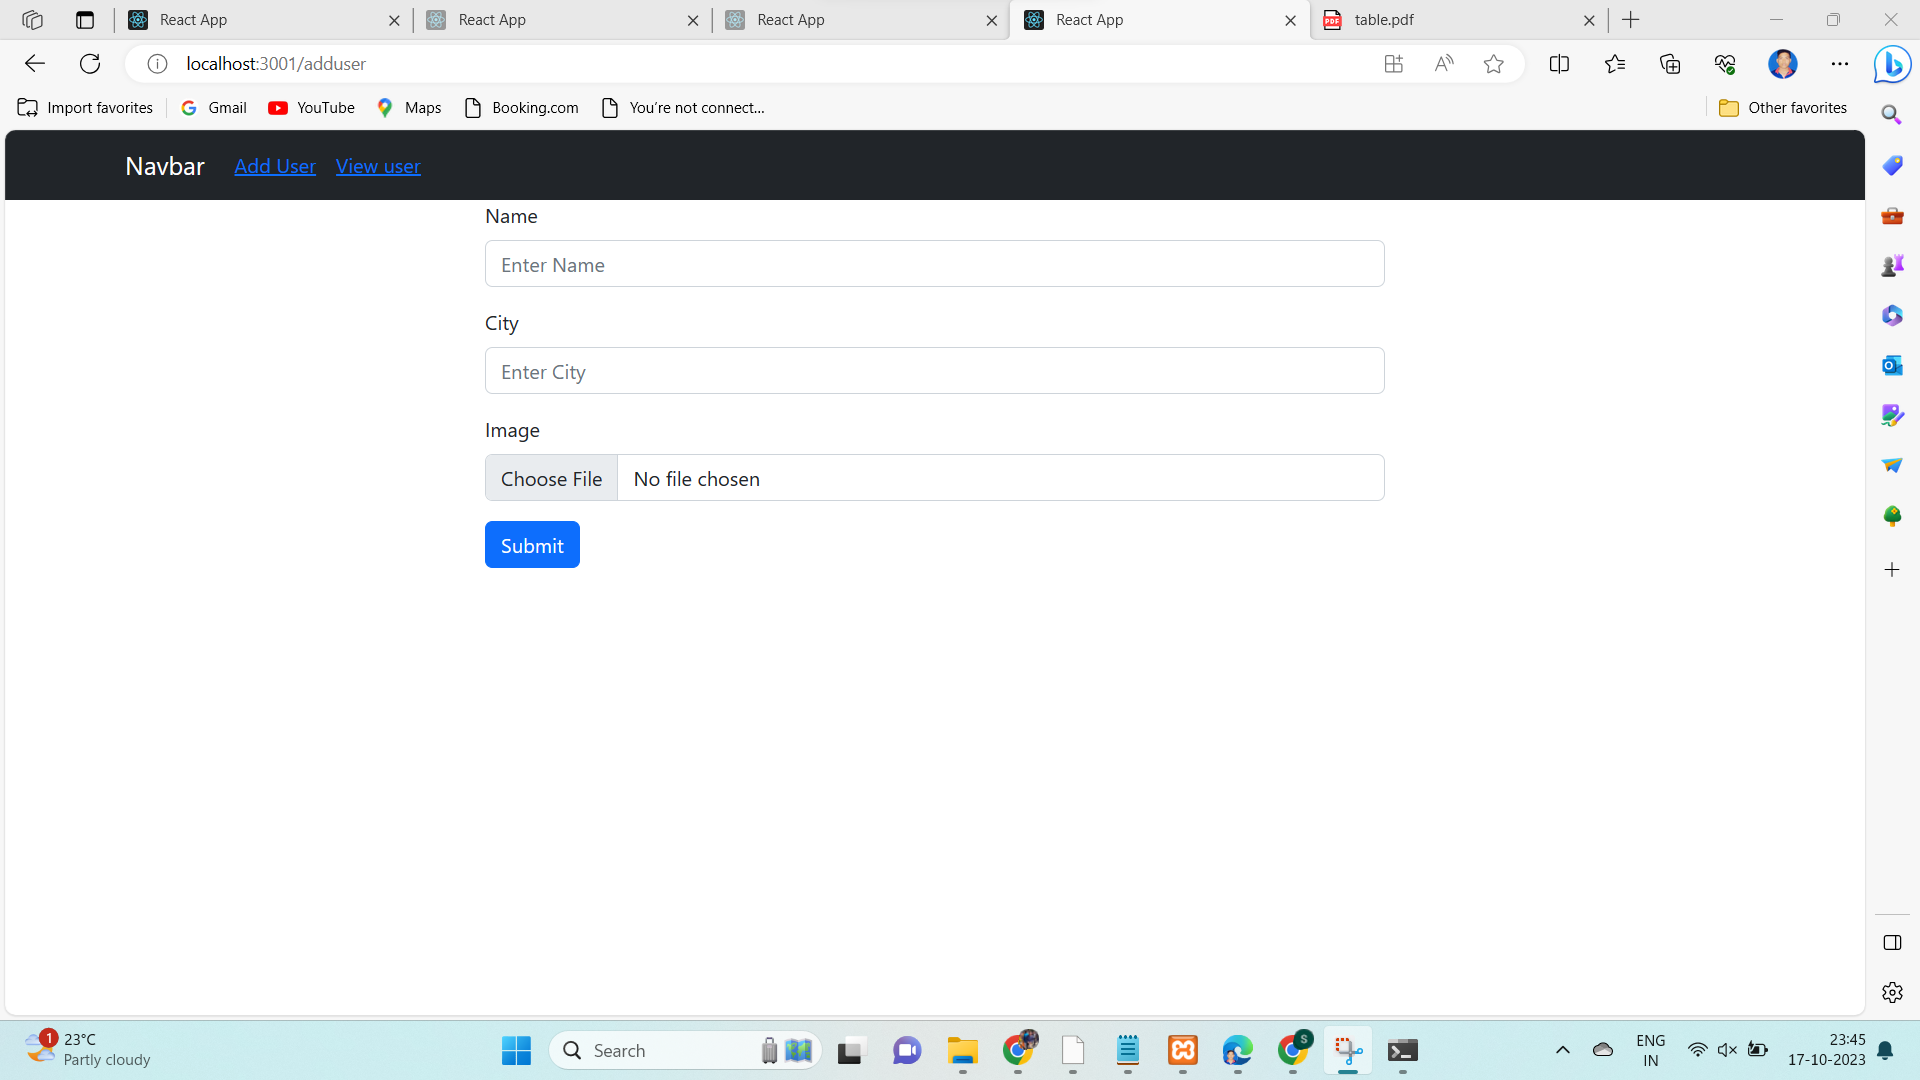 React App
React App
React App
React App
table.pdf
localhost:3001/adduser
Import favorites
Gmail
YouTube
Maps
Booking.com
You're not connect...
Other favorites
Navbar
Add User
View user
Name
Enter Name
City
Enter City
Image
Choose File
No file chosen
Submit
1
23°C
Partly cloudy
Search
S
ENG
IN
23:45
17-10-2023